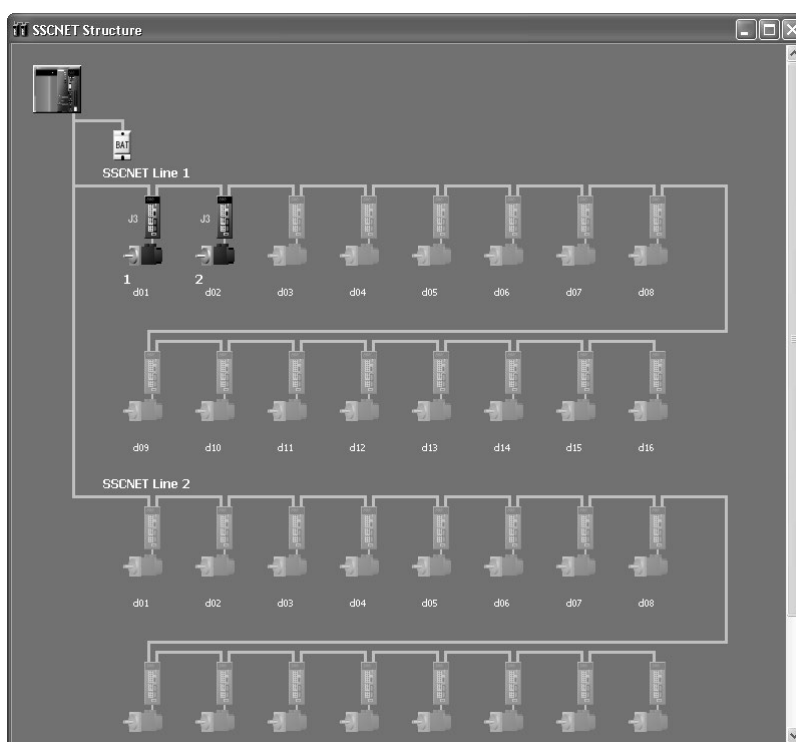 SSCNET Structure
BAT
SSCNET Line 1
J3 J3
1 2
d01 d02 d03 d04 d05 d06 d07 d08
d09 d10 d11 d12 d13 d14 d15 d16
SSCNET Line 2
d01 d02 d03 d04 d05 d06 d07 d08